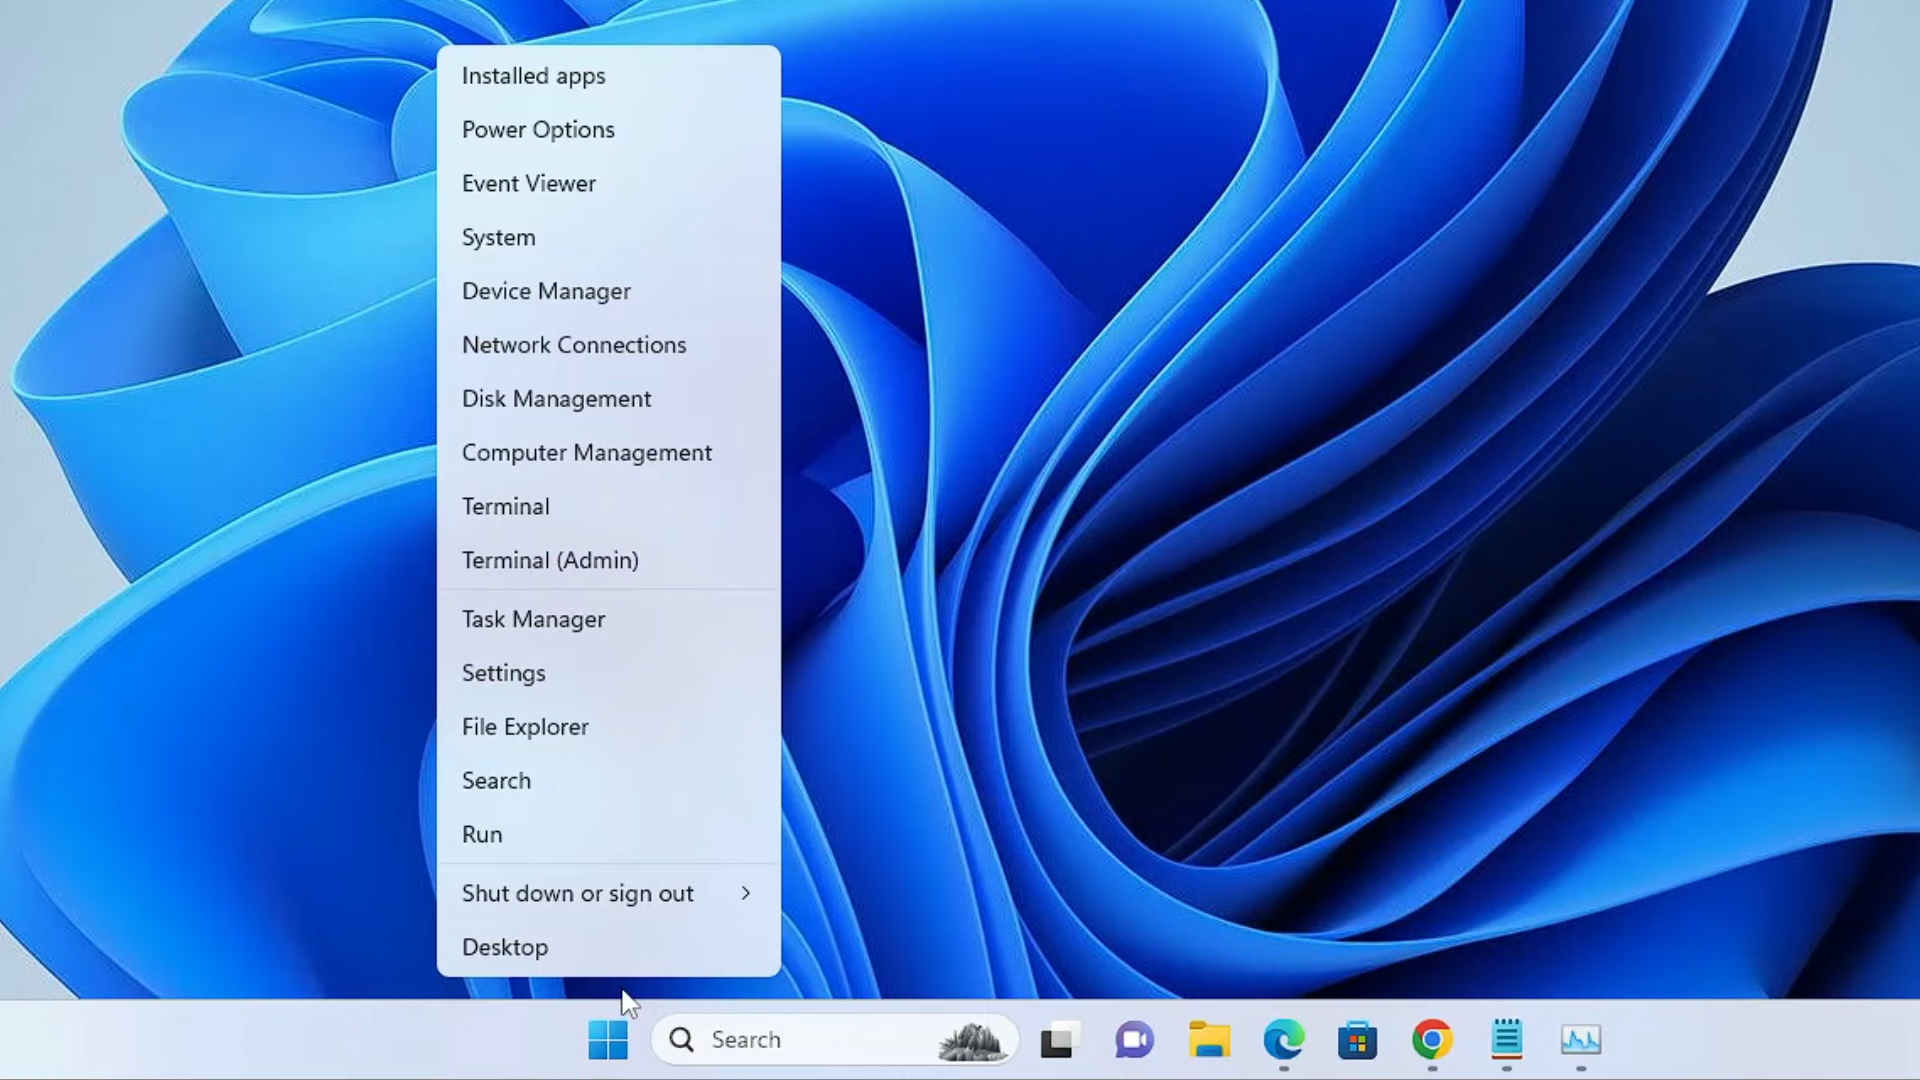 Installed apps
Power Options
Event Viewer
System
Device Manager
Network Connections
Disk Management
Computer Management
Terminal
Terminal (Admin)
Task Manager
Settings
File Explorer
Search
Run
Shut down or sign out
Desktop
Search